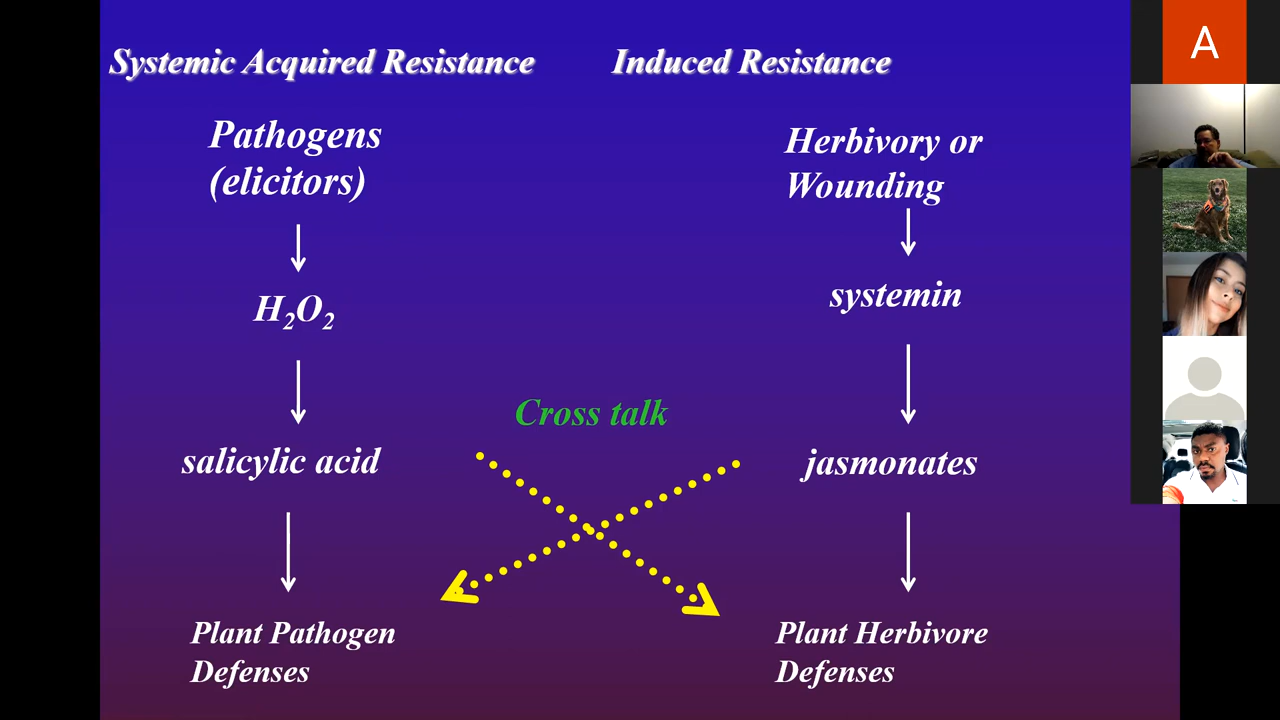 Systemic Acquired Resistance
Induced Resistance
Pathogens
(elicitors)
Herbivory or
Wounding
H₂O₂
systemin
Cross talk
salicylic acid
jasmonates
Plant Pathogen
Defenses
Plant Herbivore
Defenses
A